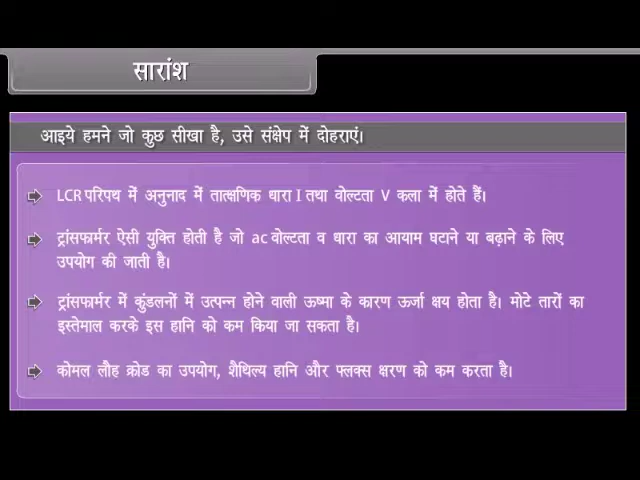 सारांश
आइये हमने जो कुछ सीखा है, उसे संक्षेप में दोहराएं।
LCR परिपथ में अनुनाद में तात्क्षणिक धारा I तथा वोल्टता V कला में होते हैं।
ट्रांसफार्मर ऐसी युक्ति होती है जो ac वोल्टता व धारा का आयाम घटाने या बढ़ाने के लिए
उपयोग की जाती है।
ट्रांसफार्मर में कुंडलनों में उत्पन्न होने वाली ऊष्मा के कारण ऊर्जा क्षय होता है। मोटे तारों का
इस्तेमाल करके इस हानि को कम किया जा सकता है।
कोमल लौह क्रोड का उपयोग, शैथिल्य हानि और फ्लक्स क्षरण को कम करता है।